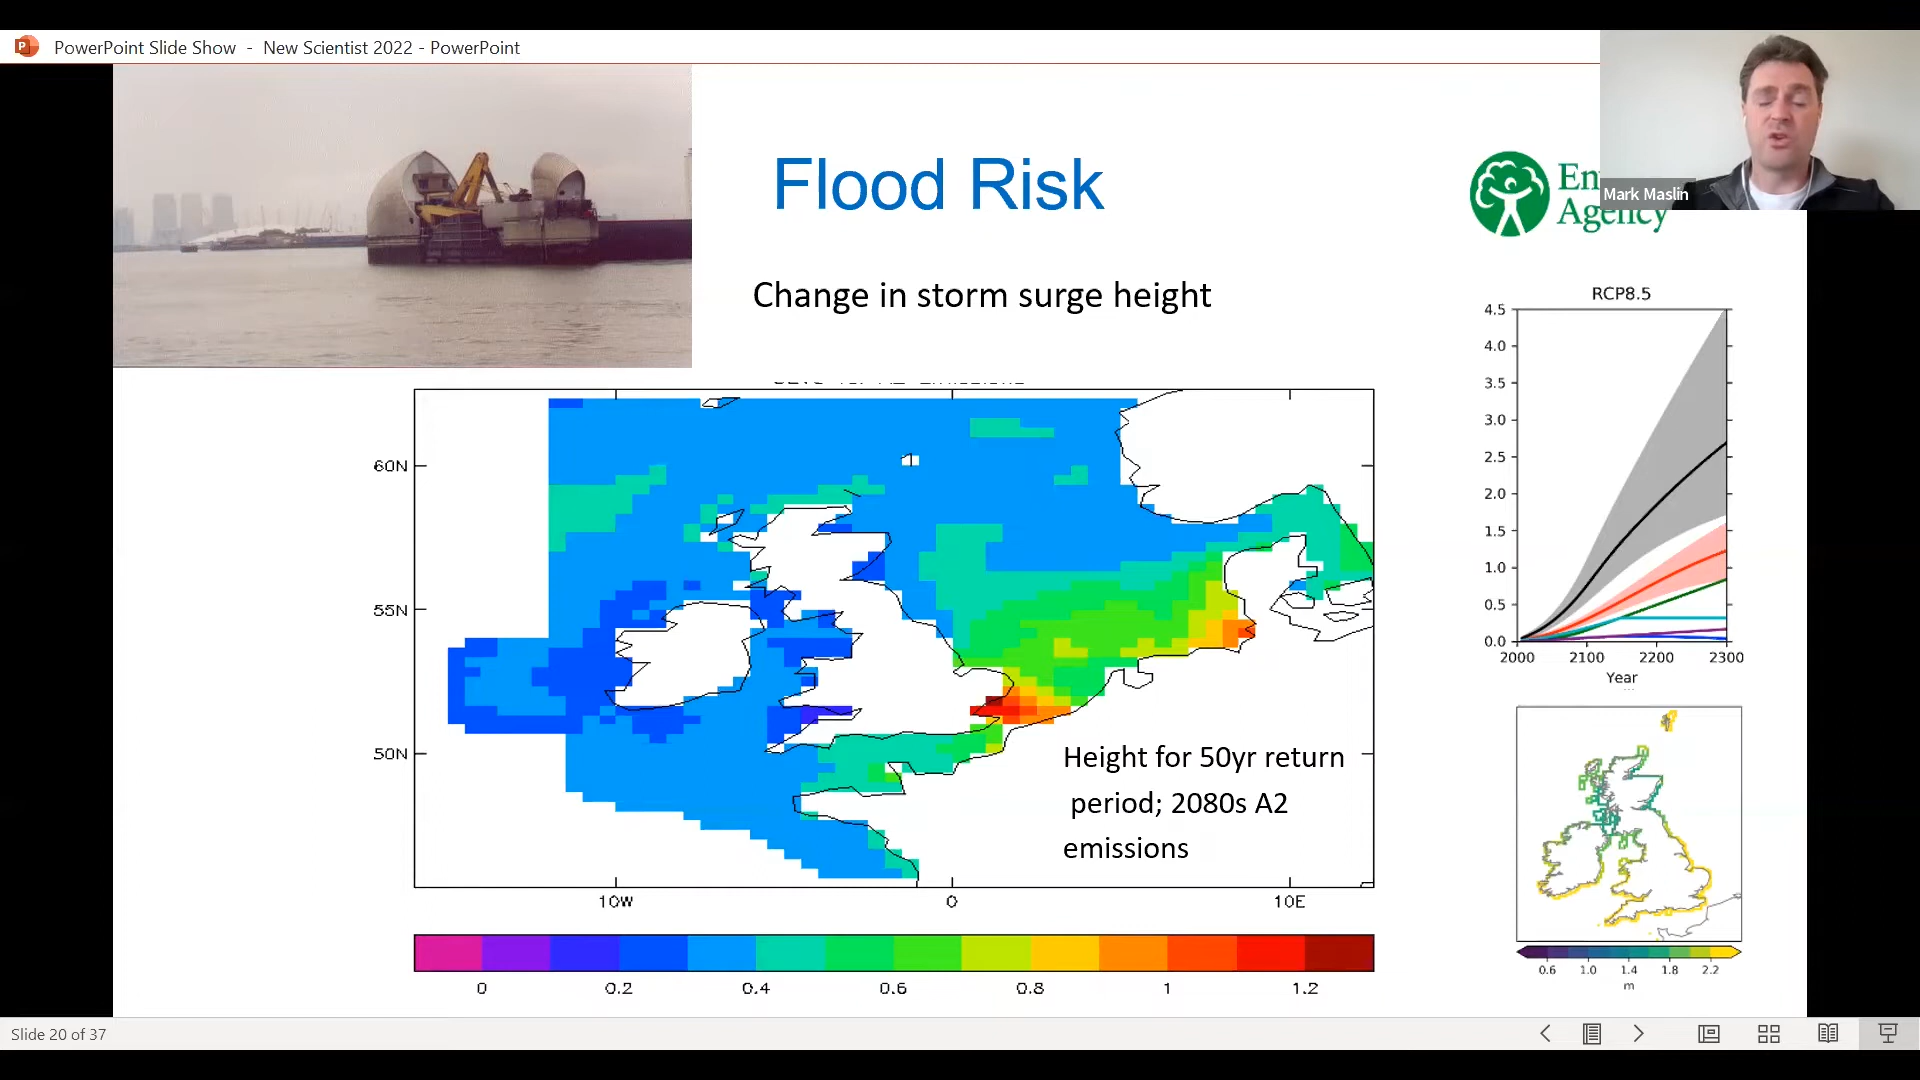 PowerPoint Slide Show - New Scientist 2022 - PowerPoint
Mark Maslin
Flood Risk
Agency
Change in storm surge height
RCP8.5
4.5
4.0
3.5
3.0
2.5
2.0
1.5
1.0
0.5
0.0
2000 2100 2200 2300
Year
60N
55N
50N
Height for 50yr return
period; 2080s A2
emissions
10W 0 10E
0 0.2 0.4 0.6 0.8 1 1.2
0.6 1.0 1.4 1.8 2.2
m
Slide 20 of 37